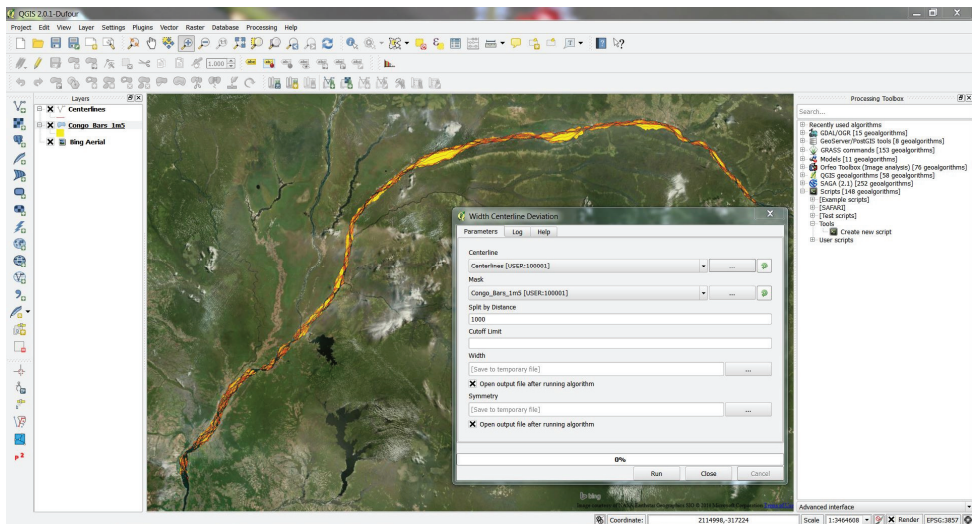 QGIS 2.0.1-Dufour
Project Edit View Layer Settings Plugins Vector Raster Database Processing Help
1.000
Layers
Centerlines
Congo_Bars_1m5
Bing Aerial
Processing Toolbox
Search...
Recently used algorithms
GDAL/OGR [15 geoalgorithms]
GeoServer/PostGIS tools [8 geoalgorithms]
GRASS commands [153 geoalgorithms]
Models [11 geoalgorithms]
Orfeo Toolbox (Image analysis) [76 geoalgorithms]
QGIS geoalgorithms [58 geoalgorithms]
SAGA (2.1) [252 geoalgorithms]
Scripts [148 geoalgorithms]
[Example scripts]
[SAFARI]
[Test scripts]
Tools
Create new script
User scripts
Width Centerline Deviation
Parameters Log Help
Centerline
Centerlines [USER:100001]
...
Mask
Congo_Bars_1m5 [USER:100001]
...
Split by Distance
1000
Cutoff Limit
Width
[Save to temporary file]
...
Open output file after running algorithm
Symmetry
[Save to temporary file]
...
Open output file after running algorithm
0%
Run Close Cancel
bing
Advanced interface
Coordinate: 2114998,-317224 Scale 1:3464608 Render EPSG:3857